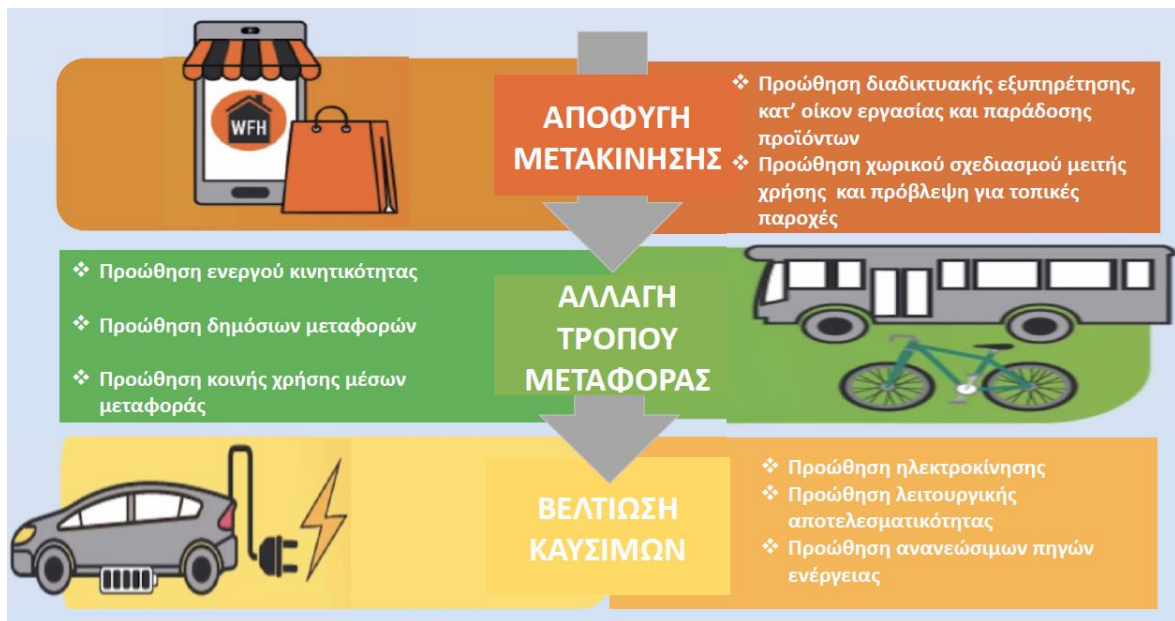 WFH
ΑΠΟΦΥΓΗ
ΜΕΤΑΚΙΝΗΣΗΣ
❖ Προώθηση διαδικτυακής εξυπηρέτησης,
κατ’ οίκον εργασίας και παράδοσης
προϊόντων
❖ Προώθηση χωρικού σχεδιασμού μειτής
χρήσης και πρόβλεψη για τοπικές
παροχές
❖ Προώθηση ενεργού κινητικότητας
❖ Προώθηση δημόσιων μεταφορών
❖ Προώθηση κοινής χρήσης μέσων
μεταφοράς
ΑΛΛΑΓΗ
ΤΡΟΠΟΥ
ΜΕΤΑΦΟΡΑΣ
ΒΕΛΤΙΩΣΗ
ΚΑΥΣΙΜΩΝ
❖ Προώθηση ηλεκτροκίνησης
❖ Προώθηση λειτουργικής
αποτελεσματικότητας
❖ Προώθηση ανανεώσιμων πηγών
ενέργειας